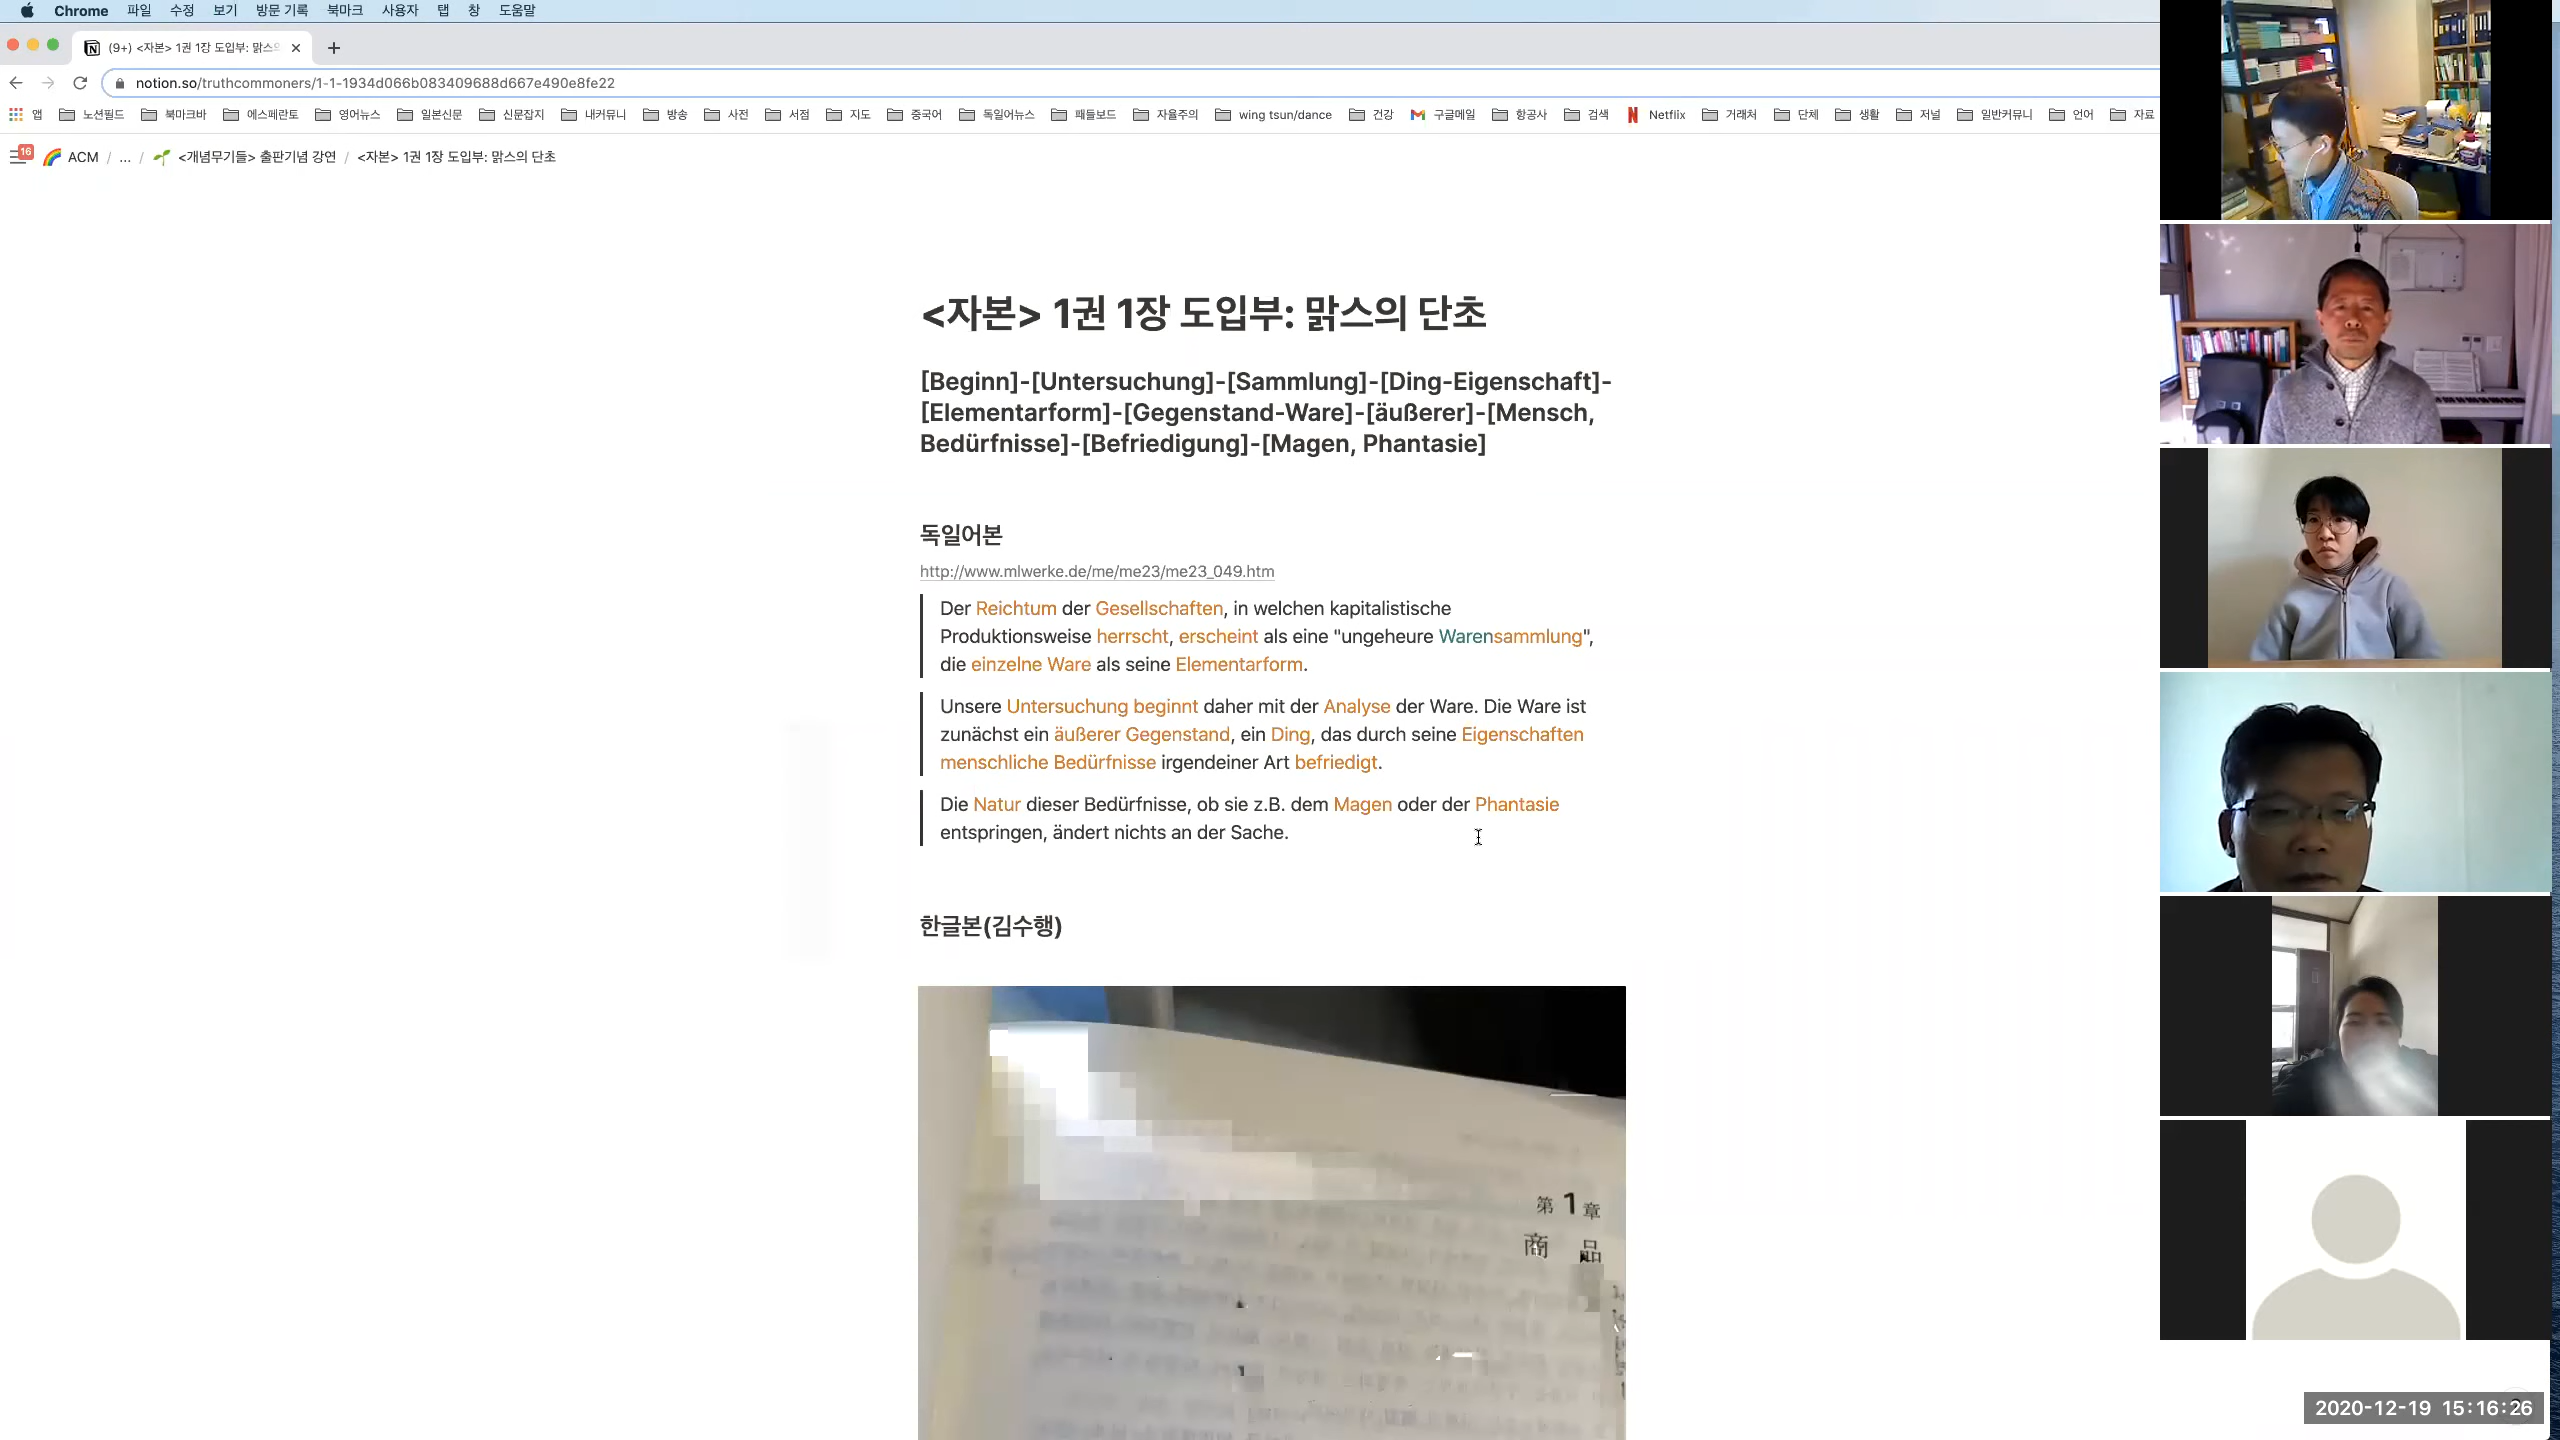 Chrome 파일 수정 보기 방문 기록 북마크 사용자 탭 창 도움말
(9+) <자본> 1권 1장 도입부: 맑스의
notion.so/truthcommoners/1-1-1934d066b083409688d667e490e8fe22
앱 노션필드 북마크바 에스페란토 영어뉴스 일본신문 신문잡지 내커뮤니 방송 사전 서점 지도 중국어 독일어뉴스 패들보드 자율주의 wing tsun/dance 건강 구글메일 항공사 검색 Netflix 거래처 단체 생활 저널 일반커뮤니 언어 자료
16 ACM / ... / <개념무기들> 출판기념 강연 / <자본> 1권 1장 도입부: 맑스의 단초
<자본> 1권 1장 도입부: 맑스의 단초
[Beginn]-[Untersuchung]-[Sammlung]-[Ding-Eigenschaft]-
[Elementarform]-[Gegenstand-Ware]-[äußerer]-[Mensch,
Bedürfnisse]-[Befriedigung]-[Magen, Phantasie]
독일어본
http://www.mlwerke.de/me/me23/me23_049.htm
Der Reichtum der Gesellschaften, in welchen kapitalistische
Produktionsweise herrscht, erscheint als eine "ungeheure Warensammlung",
die einzelne Ware als seine Elementarform.
Unsere Untersuchung beginnt daher mit der Analyse der Ware. Die Ware ist
zunächst ein äußerer Gegenstand, ein Ding, das durch seine Eigenschaften
menschliche Bedürfnisse irgendeiner Art befriedigt.
Die Natur dieser Bedürfnisse, ob sie z.B. dem Magen oder der Phantasie
entspringen, ändert nichts an der Sache.
한글본(김수행)
第 1 章
商 品
2020-12-19 15:16:26